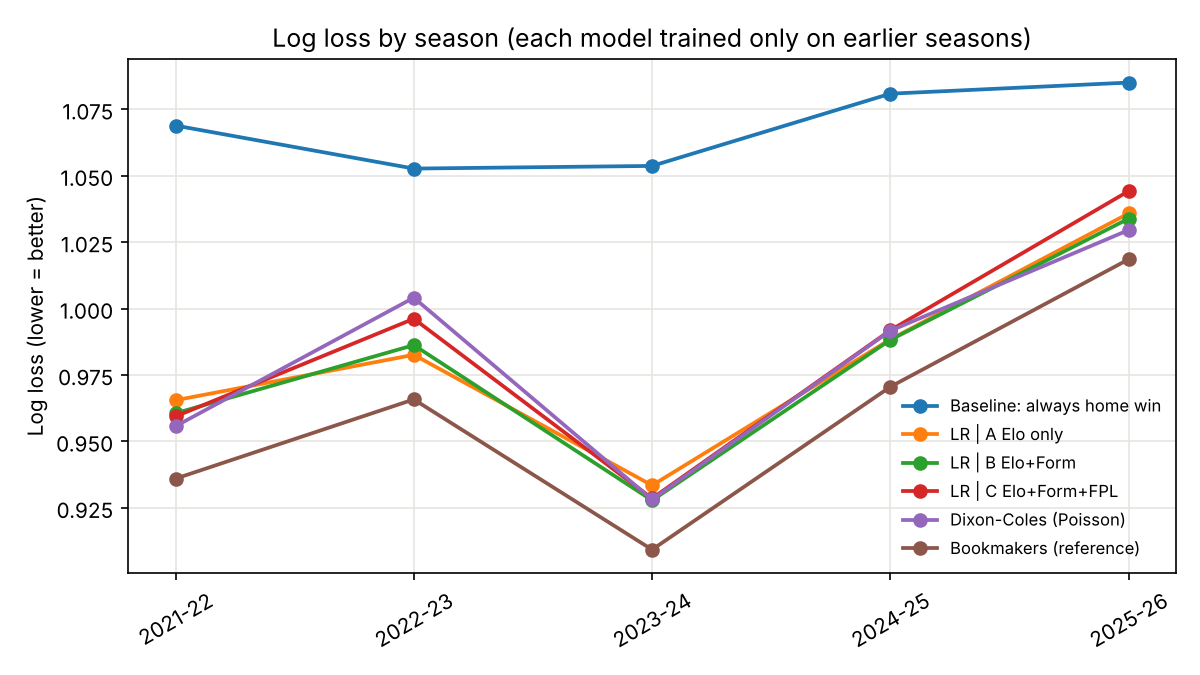 Log loss by season (each model trained only on earlier seasons)
Log loss (lower = better)
1.075
1.050
1.025
1.000
0.975
0.950
0.925
Baseline: always home win
LR | A Elo only
LR | B Elo+Form
LR | C Elo+Form+FPL
Dixon-Coles (Poisson)
Bookmakers (reference)
2021-22
2022-23
2023-24
2024-25
2025-26